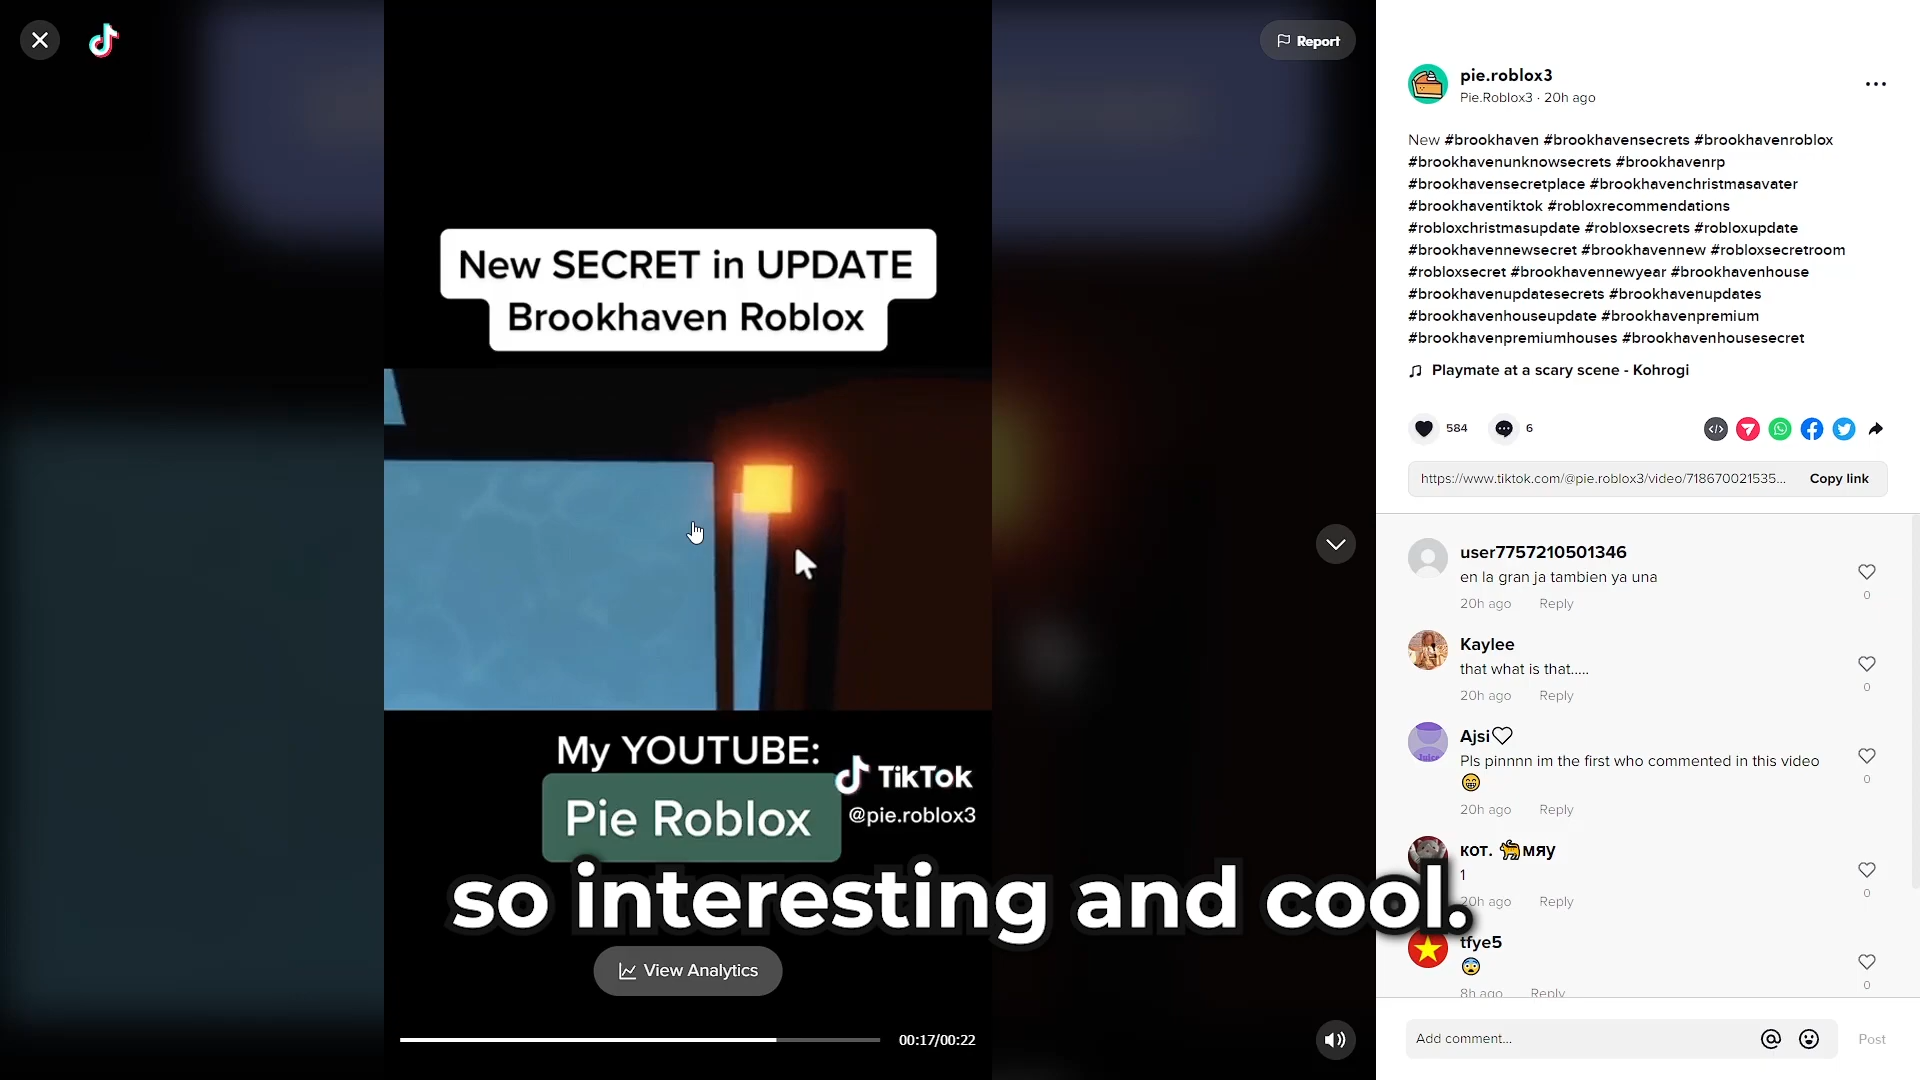 Report
New SECRET in UPDATE
Brookhaven Roblox
My YOUTUBE:
Pie Roblox
TikTok
@pie.roblox3
so interesting and cool.
View Analytics
00:17/00:22
pie.roblox3
Pie.Roblox3 · 20h ago
New #brookhaven #brookhavensecrets #brookhavenroblox
#brookhavenunknowsecrets #brookhavenrp
#brookhavensecretplace #brookhavenchristmasavater
#brookhaventiktok #robloxrecommendations
#robloxchristmasupdate #robloxsecrets #robloxupdate
#brookhavennewsecret #brookhavennew #robloxsecretroom
#robloxsecret #brookhavennewyear #brookhavenhouse
#brookhavenupdatesecrets #brookhavenupdates
#brookhavenhouseupdate #brookhavenpremium
#brookhavenpremiumhouses #brookhavenhousesecret
Playmate at a scary scene - Kohrogi
584 6
https://www.tiktok.com/@pie.roblox3/video/718670021535... Copy link
user7757210501346
en la gran ja tambien ya una
20h ago Reply
0
Kaylee
that what is that.....
20h ago Reply
0
Ajsi♡
Pls pinnnn im the first who commented in this video
😁
20h ago Reply
0
кот. 🐈мяу
1
20h ago Reply
0
tfye5
😨
8h ago Reply
0
Add comment... Post